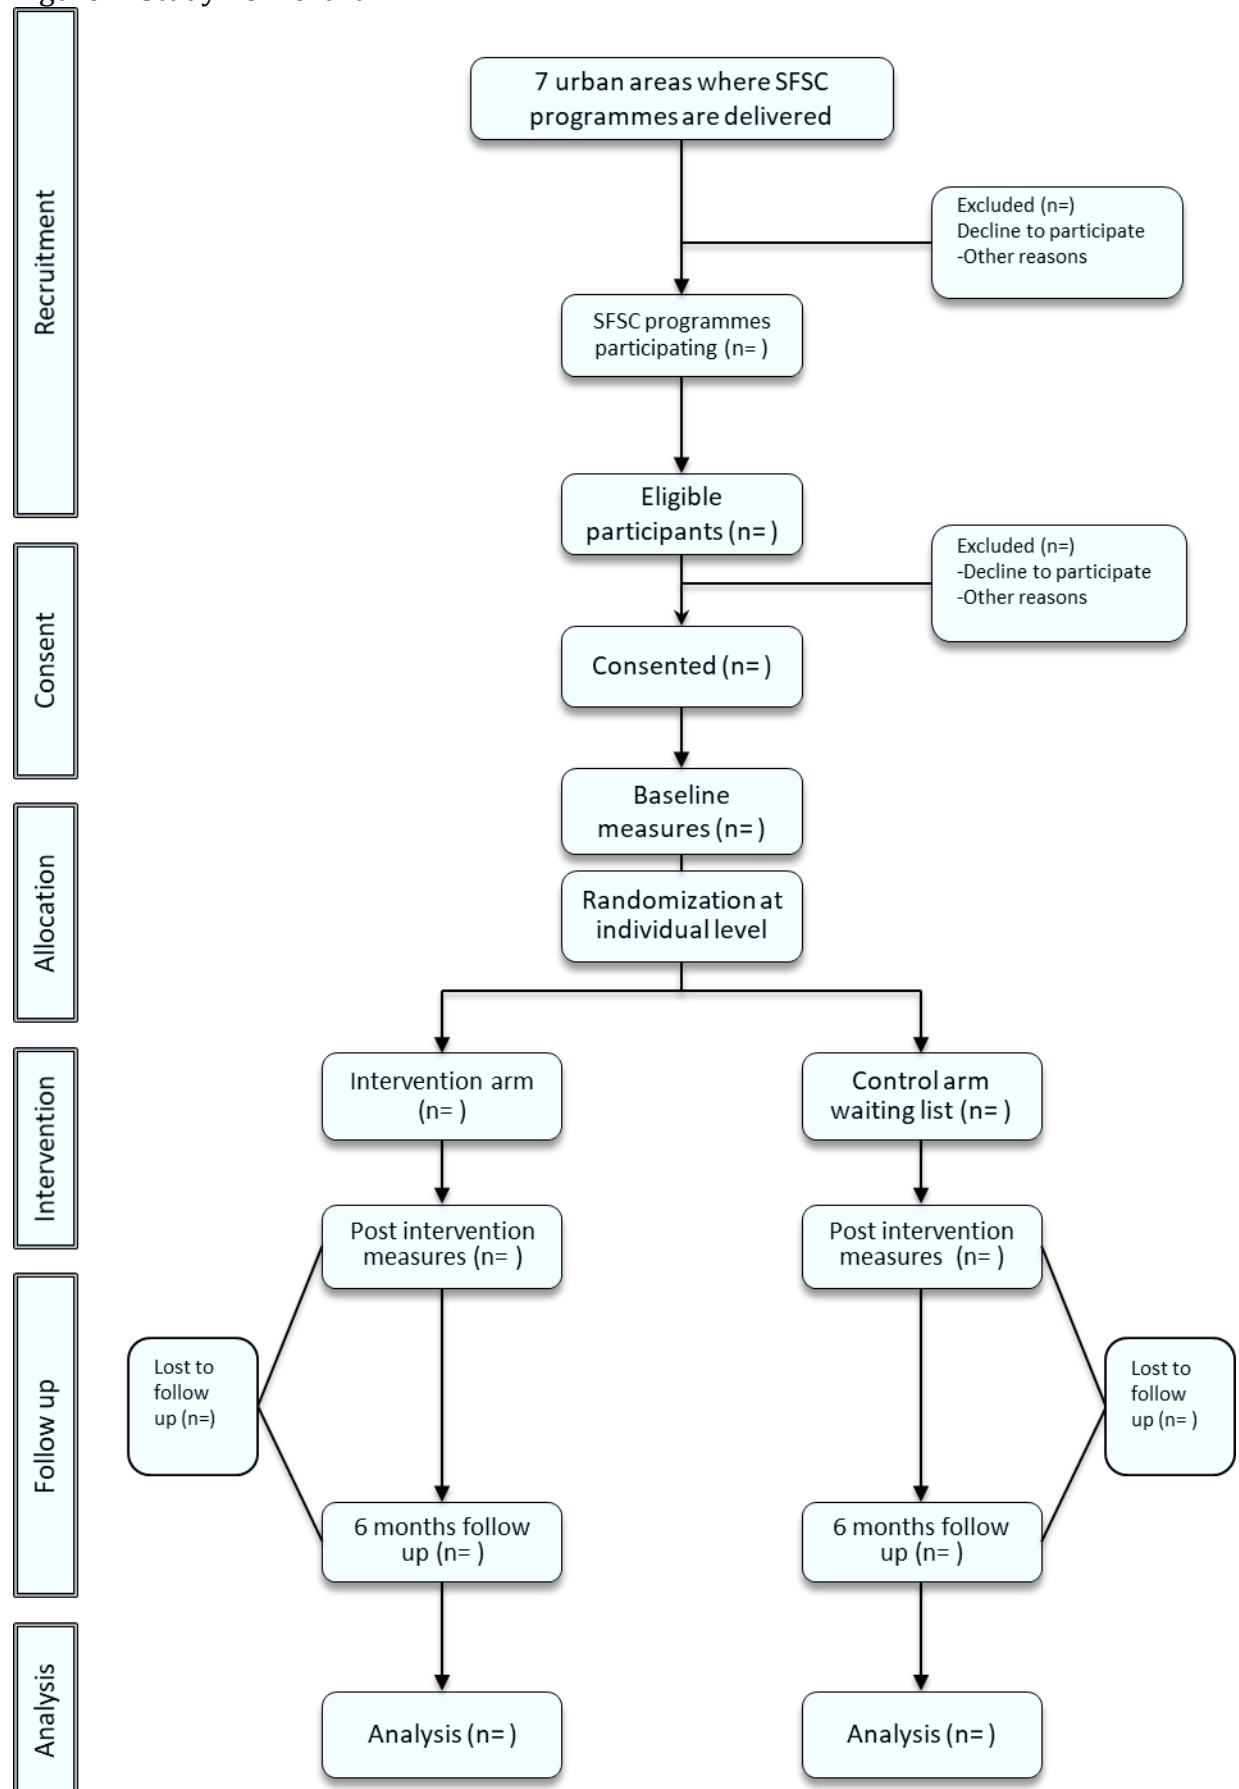 Recruitment
7 urban areas where SFSC
programmes are delivered
Excluded (n=)
Decline to participate
-Other reasons
SFSC programmes
participating (n= )
Eligible
participants (n= )
Consent
Excluded (n=)
-Decline to participate
-Other reasons
Consented (n= )
Baseline
measures (n= )
Allocation
Randomization at
individual level
Intervention
Intervention arm
(n= )
Control arm
waiting list (n= )
Post intervention
measures (n= )
Post intervention
measures (n= )
Follow up
Lost to
follow
up (n=)
Lost to
follow
up (n= )
6 months follow
up (n= )
6 months follow
up (n= )
Analysis
Analysis (n= )
Analysis (n= )